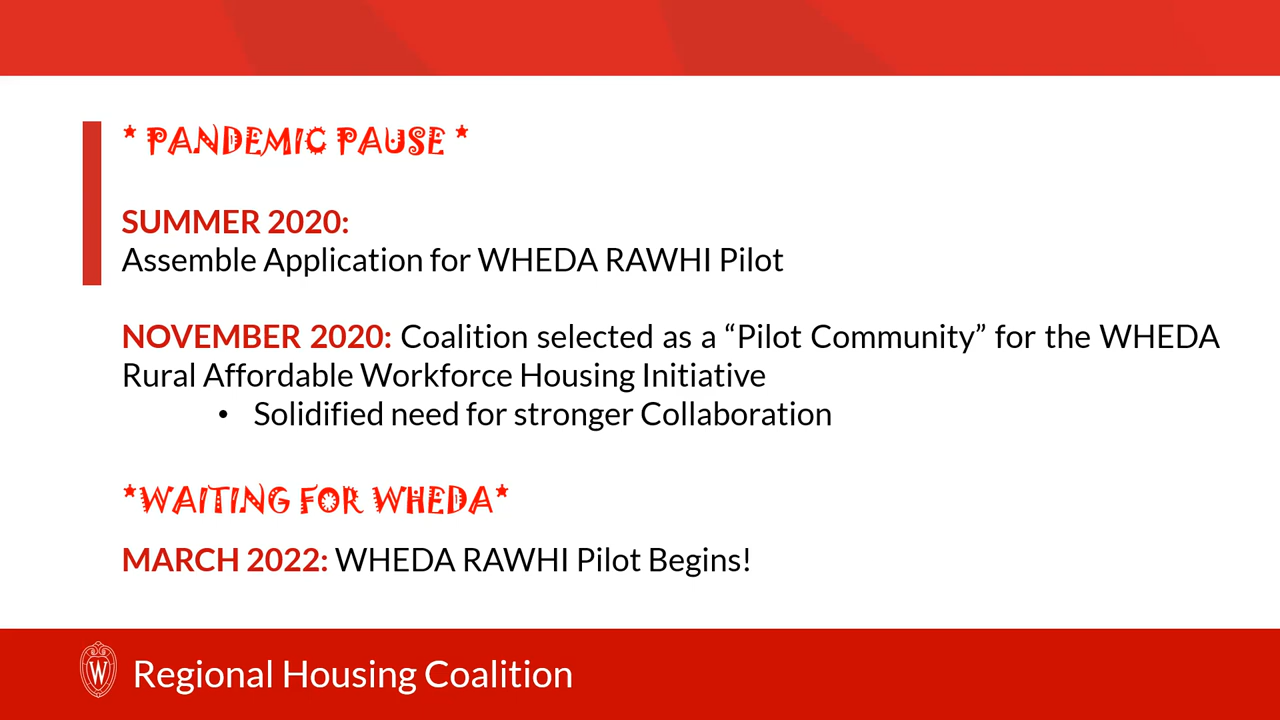 * PANDEMIC PAUSE *
SUMMER 2020:
Assemble Application for WHEDA RAWHI Pilot
NOVEMBER 2020: Coalition selected as a “Pilot Community” for the WHEDA
Rural Affordable Workforce Housing Initiative
• Solidified need for stronger Collaboration
*WAITING FOR WHEDA*
MARCH 2022: WHEDA RAWHI Pilot Begins!
W
Regional Housing Coalition